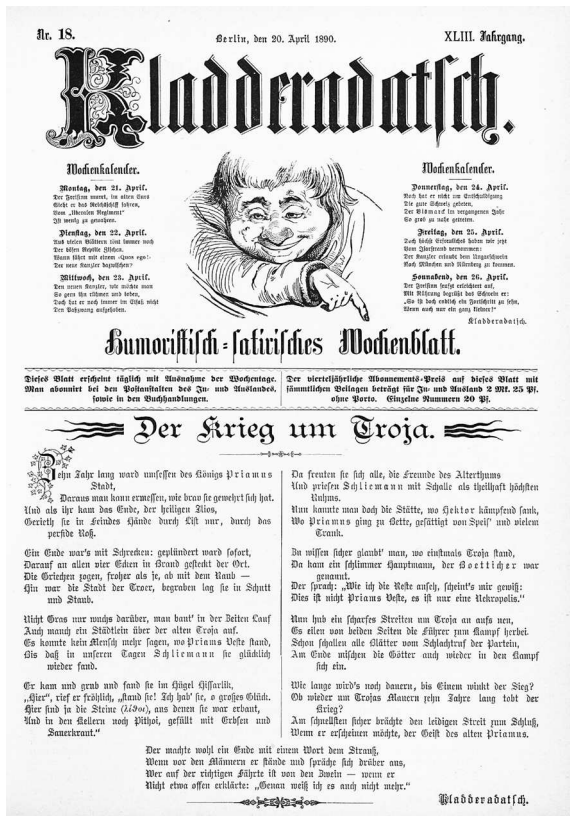 Nr. 18.
Berlin, den 20. April 1890.
XLIII. Jahrgang.
Kladderadatsch.
Wochenkalender.
Montag, den 21. April.
Der Freisinn murrt, im alten Curs
Sieht er das Reichsschiff fahren,
Vom „liberalen Regiment“
Ist wenig zu gewahren.
Dienstag, den 22. April.
Aus vielen Blättern tönt immer noch
Der bösen Reptile Zischen.
Wann fährt mit einem «Quos ego!»
Der neue Kanzler dazwischen?
Mittwoch, den 23. April.
Den neuen Kanzler, wie möchte man
So gern ihn rühmen und loben,
Doch hat er noch immer im Elsaß nicht
Den Paßzwang aufgehoben.
Wochenkalender.
Donnerstag, den 24. April.
Noch hat er nicht um Entschuldigung
Die gute Schweiz gebeten,
Der Bismarck im vergangenen Jahr
So grob zu nahe getreten.
Freitag, den 25. April.
Doch höchst Erfreuliches haben wir jetzt
Vom Zfandsand vernommen:
Der Kanzler erlaubt den Ungarschwein
Nach München und Nürnberg zu kommen.
Sonnabend, den 26. April.
Der Freisinn seufzt erleichtert auf,
Mit Rührung begrüßt das Schwein er:
„So ist doch endlich ein Fortschritt zu sehn,
Wenn auch nur ein ganz kleiner!“
Kladderadatsch.
Humoristisch-satirisches Wochenblatt.
Dieses Blatt erscheint täglich mit Ausnahme der Wochentage.
Man abonnirt bei den Postanstalten des In- und Auslandes,
sowie in den Buchhandlungen.
Der vierteljährliche Abonnements-Preis auf dieses Blatt mit
sämmtlichen Beilagen beträgt für In- und Ausland 2 Mk. 25 Pf.
ohne Porto. Einzelne Nummern 20 Pf.
Der Krieg um Troja.
Zehn Jahr lang ward umsessen des Königs Priamus
Stadt,
Daraus man kann ermessen, wie brav sie gewehrt sich hat.
Und als ihr kam das Ende, der heiligen Ilios,
Gerieth sie in Feindes Hände durch List nur, durch das
perfide Roß.
Ein Ende war's mit Schrecken: geplündert ward sofort,
Darauf an allen vier Ecken in Brand gesteckt der Ort.
Die Griechen zogen, froher als je, ab mit dem Raub —
Hin war die Stadt der Troer, begraben lag sie in Schutt
und Staub.
Nicht Gras nur wuchs darüber, man baut' in der Zeiten Lauf
Auch manch ein Städtlein über der alten Troja auf.
Es konnte kein Mensch mehr sagen, wo Priams Veste stand,
Bis daß in unseren Tagen Schliemann sie glücklich
wieder fand.
Er kam und grub und fand sie im Hügel Hissarlik,
„Hier“, rief er fröhlich, „stand sie! Ich hab' sie, o großes Glück.
Hier sind ja die Steine (λίθοι), aus denen sie war erbaut,
Und in den Kellern noch Pithoi, gefüllt mit Erbsen und
Sauerkraut.“
Da freuten sie sich alle, die Freunde des Alterthums
Und priesen Schliemann mit Schalle als theilhaft höchsten
Ruhms.
Nun kannte man doch die Stätte, wo Hektor kämpfend sank,
Wo Priamus ging zu Bette, gesättigt von Speis' und vielem
Trank.
Zu wissen sicher glaubt' man, wo einstmals Troja stand,
Da kam ein schlimmer Hauptmann, der Boetticher war
genannt.
Der sprach: „Wie ich die Reste anseh, scheint's mir gewiß:
Dies ist nicht Priams Veste, es ist nur eine Nekropolis.“
Nun hub ein scharfes Streiten um Troja an aufs neu,
Es eilen von beiden Seiten die Führer zum Kampf herbei.
Schon schallen alle Blätter vom Schlachtruf der Partein,
Am Ende mischen die Götter auch wieder in den Kampf
sich ein.
Wie lange wird's noch dauern, bis Einem winkt der Sieg?
Ob wieder um Trojas Mauern zehn Jahre lang tobt der
Krieg?
Am schnellsten sicher brächte den leidigen Streit zum Schluß,
Wenn er erscheinen möchte, der Geist des alten Priamus.
Der machte wohl ein Ende mit einem Wort dem Strauß,
Wenn vor den Männern er stände und spräche sich drüber aus,
Wer auf der richtigen Fährte ist von den Zwein — wenn er
Nicht etwa offen erklärte: „Genau weiß ich es auch nicht mehr.“
Kladderadatsch.